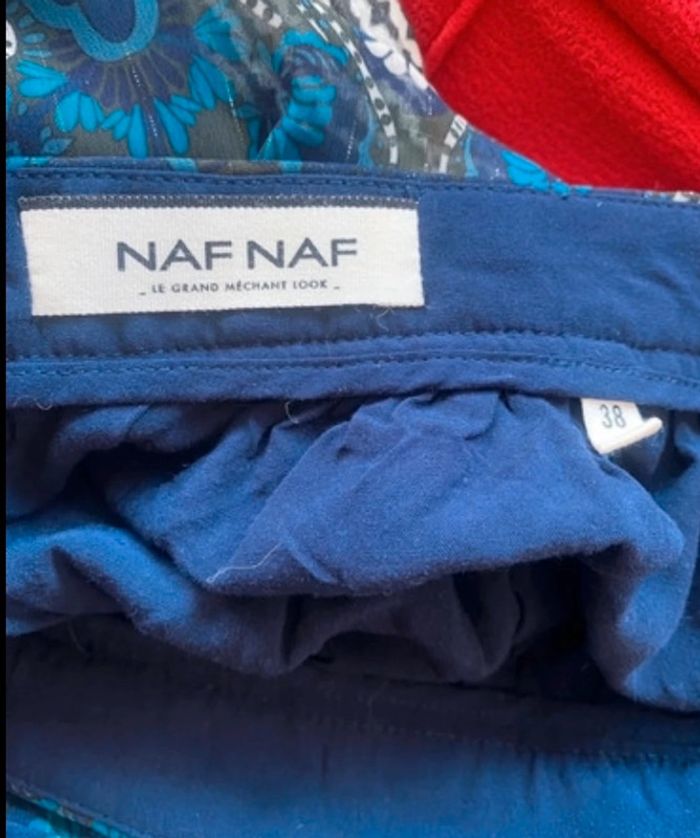 NAF NAF
_ LE GRAND MÉCHANT LOOK _
38